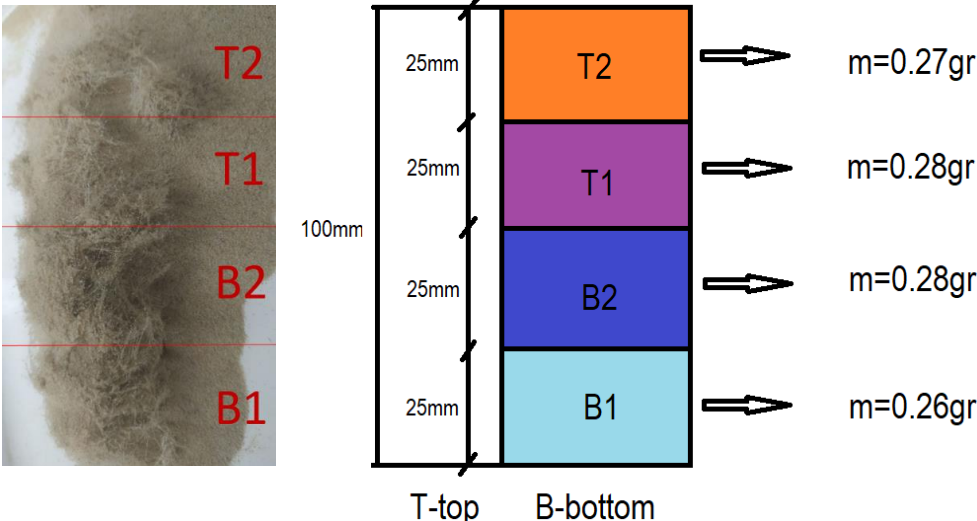 T2
T1
B2
B1
100mm
25mm
T2
m=0.27gr
25mm
T1
m=0.28gr
25mm
B2
m=0.28gr
25mm
B1
m=0.26gr
T-top B-bottom